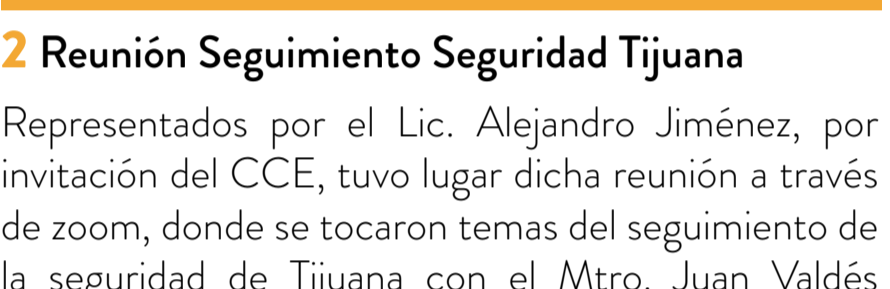 2 Reunión Seguimiento Seguridad Tijuana
Representados por el Lic. Alejandro Jiménez, por
invitación del CCE, tuvo lugar dicha reunión a través
de zoom, donde se tocaron temas del seguimiento de
la seguridad de Tijuana con el Mtro. Juan Valdés